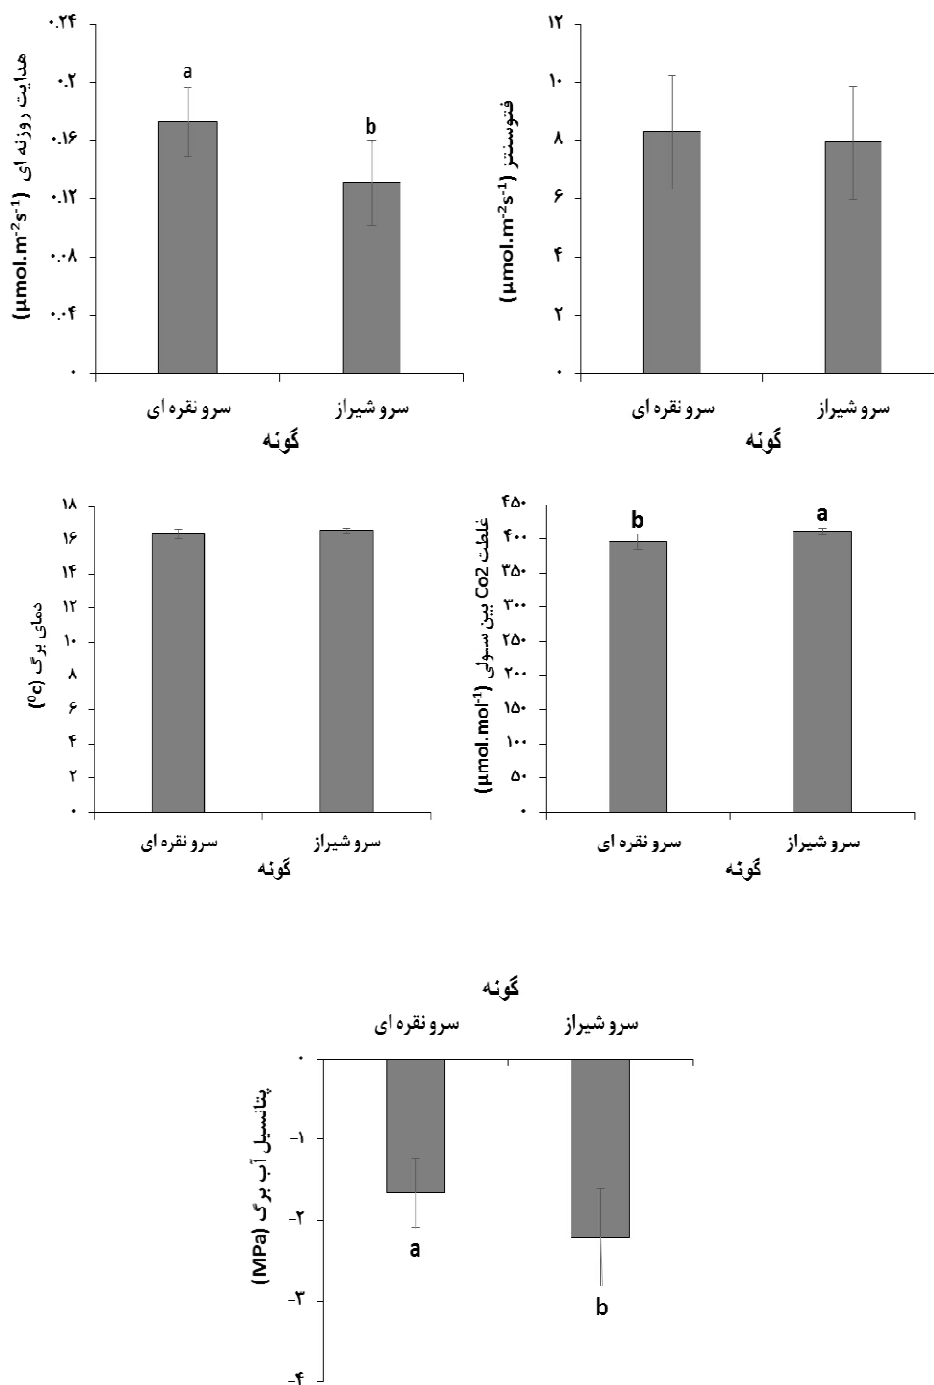 هدایت روزنه ای (µmol.m⁻²s⁻¹)
۰.۲۴
۰.۲
۰.۱۶
۰.۱۲
۰.۰۸
۰.۰۴
۰
a
b
سرو نقره ای
سرو شیراز
گونه
فتوسنتز (µmol.m⁻²s⁻¹)
۱۲
۱۰
۸
۶
۴
۲
۰
سرو نقره ای
سرو شیراز
گونه
دمای برگ (⁰c)
۱۸
۱۶
۱۴
۱۲
۱۰
۸
۶
۴
۲
۰
سرو نقره ای
سرو شیراز
گونه
غلظت Co2 بین سلولی (µmol.mol⁻¹)
۴۵۰
۴۰۰
۳۵۰
۳۰۰
۲۵۰
۲۰۰
۱۵۰
۱۰۰
۵۰
۰
b
a
سرو نقره ای
سرو شیراز
گونه
گونه
سرو نقره ای
سرو شیراز
پتانسیل آب برگ (MPa)
۰
-۱
-۲
-۳
-۴
a
b